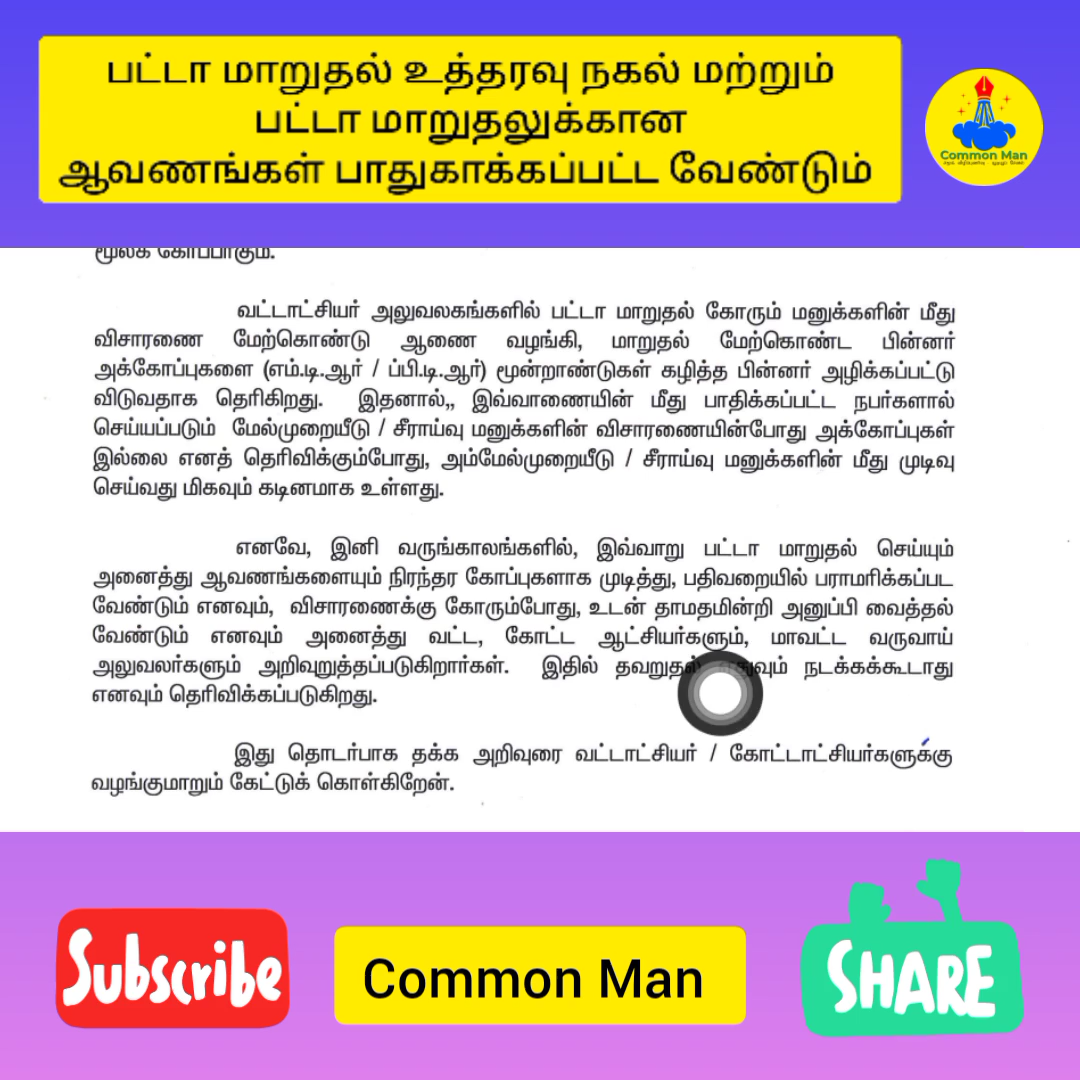 பட்டா மாறுதல் உத்தரவு நகல் மற்றும்
பட்டா மாறுதலுக்கான
ஆவணங்கள் பாதுகாக்கப்பட்ட வேண்டும்
Common Man
மூலக் கோப்பாகும்.
வட்டாட்சியர் அலுவலகங்களில் பட்டா மாறுதல் கோரும் மனுக்களின் மீது
விசாரணை மேற்கொண்டு ஆணை வழங்கி, மாறுதல் மேற்கொண்ட பின்னர்
அக்கோப்புகளை (எம்.டி.ஆர் / ப்பி.டி.ஆர்) மூன்றாண்டுகள் கழித்த பின்னர் அழிக்கப்பட்டு
விடுவதாக தெரிகிறது. இதனால்,, இவ்வாணையின் மீது பாதிக்கப்பட்ட நபர்களால்
செய்யப்படும் மேல்முறையீடு / சீராய்வு மனுக்களின் விசாரணையின்போது அக்கோப்புகள்
இல்லை எனத் தெரிவிக்கும்போது, அம்மேல்முறையீடு / சீராய்வு மனுக்களின் மீது முடிவு
செய்வது மிகவும் கடினமாக உள்ளது.
எனவே, இனி வருங்காலங்களில், இவ்வாறு பட்டா மாறுதல் செய்யும்
அனைத்து ஆவணங்களையும் நிரந்தர கோப்புகளாக முடித்து, பதிவறையில் பராமரிக்கப்பட
வேண்டும் எனவும், விசாரணைக்கு கோரும்போது, உடன் தாமதமின்றி அனுப்பி வைத்தல்
வேண்டும் எனவும் அனைத்து வட்ட, கோட்ட ஆட்சியர்களும், மாவட்ட வருவாய்
அலுவலர்களும் அறிவுறுத்தப்படுகிறார்கள். இதில் தவறுதல் ஏதுவும் நடக்கக்கூடாது
எனவும் தெரிவிக்கப்படுகிறது.
இது தொடர்பாக தக்க அறிவுரை வட்டாட்சியர் / கோட்டாட்சியர்களுக்கு
வழங்குமாறும் கேட்டுக் கொள்கிறேன்.
Subscribe
Common Man
SHARE